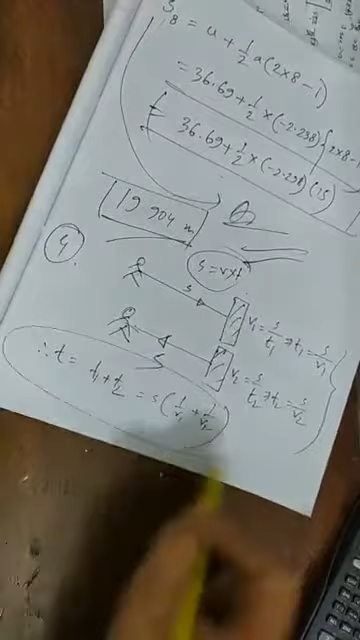 S
,8 = u + 1/2 a(2×8-1)
= 36.69 + 1/2 × (-2.238){2×8-1
36.69 + 1/2 × (-2.238)(15)
19 904 m
4
s = v×t
s
v₁ = s/t₁ ⇒ t₁ = s/v₁
s
v₂ = s/t₂ ⇒ t₂ = s/v₂
∴ t = t₁ + t₂ = s(1/v₁ + 1/v₂)